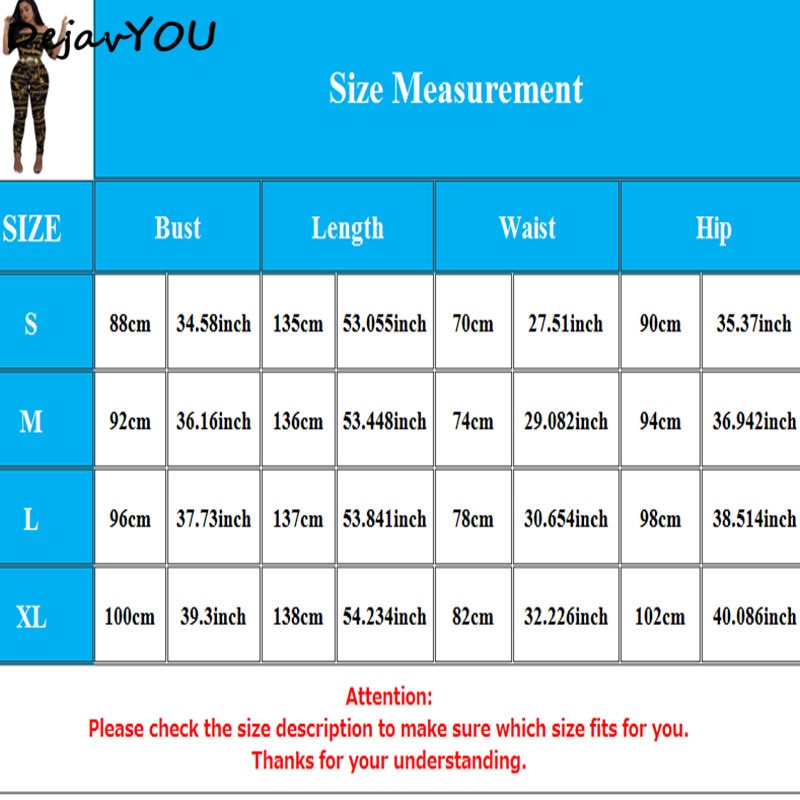 DejavYOU
Size Measurement
SIZE Bust Length Waist Hip
S 88cm 34.58inch 135cm 53.055inch 70cm 27.51inch 90cm 35.37inch
M 92cm 36.16inch 136cm 53.448inch 74cm 29.082inch 94cm 36.942inch
L 96cm 37.73inch 137cm 53.841inch 78cm 30.654inch 98cm 38.514inch
XL 100cm 39.3inch 138cm 54.234inch 82cm 32.226inch 102cm 40.086inch
Attention:
Please check the size description to make sure which size fits for you.
Thanks for your understanding.